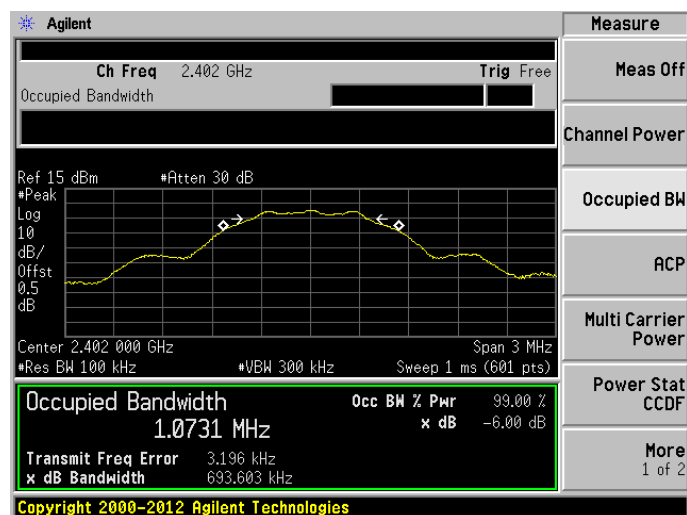 Agilent
Measure
Ch Freq 2.402 GHz Trig Free
Occupied Bandwidth
Meas Off
Channel Power
Occupied BW
ACP
Multi Carrier
Power
Power Stat
CCDF
More
1 of 2
Ref 15 dBm #Atten 30 dB
#Peak
Log
10
dB/
Offst
0.5
dB
Center 2.402 000 GHz Span 3 MHz
#Res BW 100 kHz #VBW 300 kHz Sweep 1 ms (601 pts)
Occupied Bandwidth Occ BW % Pwr 99.00 %
1.0731 MHz x dB -6.00 dB
Transmit Freq Error 3.196 kHz
x dB Bandwidth 693.603 kHz
Copyright 2000-2012 Agilent Technologies